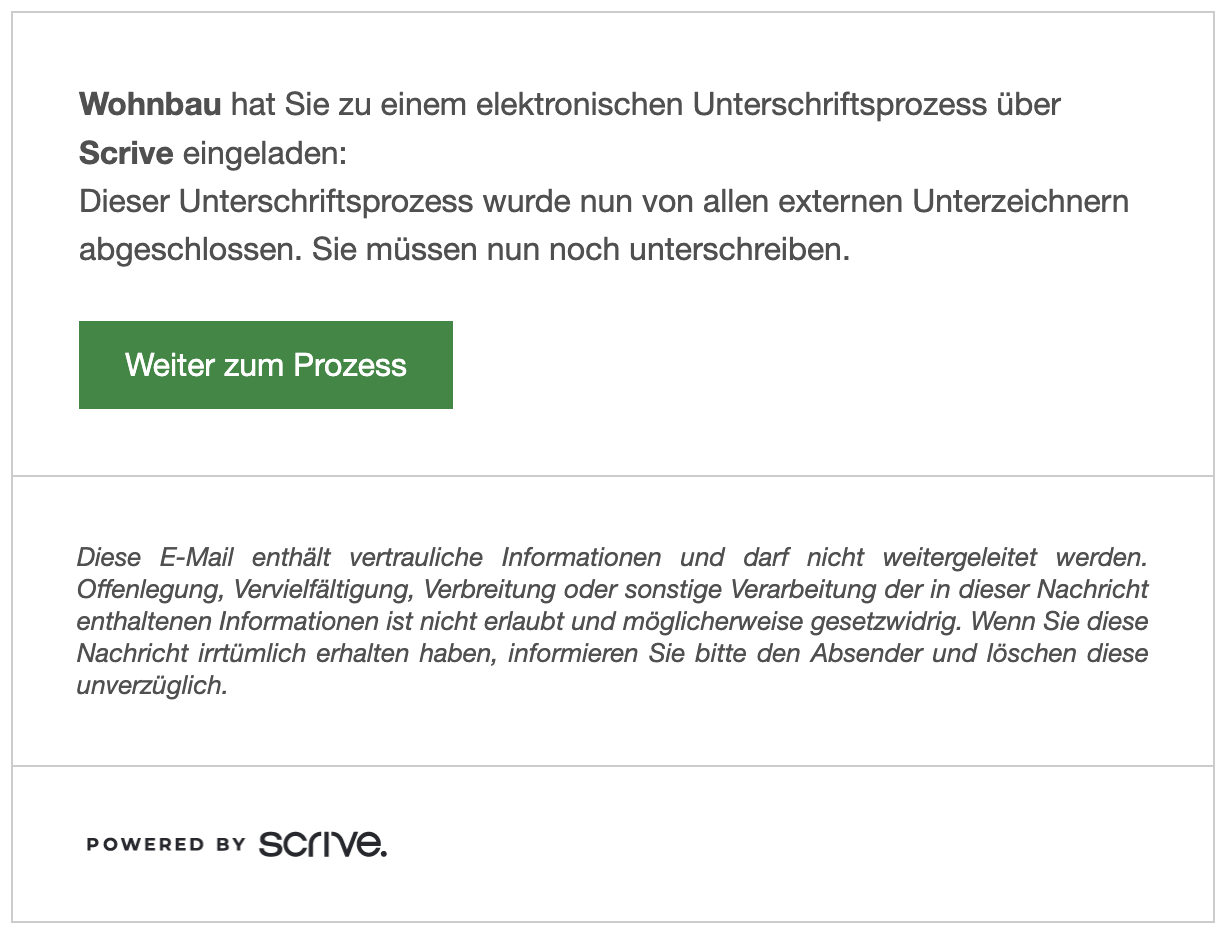 Wohnbau hat Sie zu einem elektronischen Unterschriftsprozess über
Scrive eingeladen:
Dieser Unterschriftsprozess wurde nun von allen externen Unterzeichnern
abgeschlossen. Sie müssen nun noch unterschreiben.
Weiter zum Prozess
Diese E-Mail enthält vertrauliche Informationen und darf nicht weitergeleitet werden.
Offenlegung, Vervielfältigung, Verbreitung oder sonstige Verarbeitung der in dieser Nachricht
enthaltenen Informationen ist nicht erlaubt und möglicherweise gesetzwidrig. Wenn Sie diese
Nachricht irrtümlich erhalten haben, informieren Sie bitte den Absender und löschen diese
unverzüglich.
POWERED BY scrive.